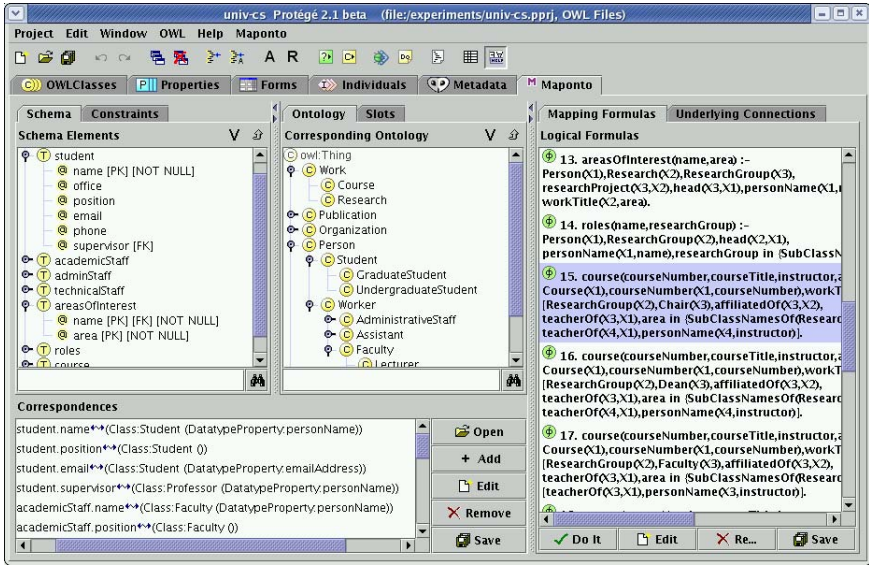 univ-cs Protégé 2.1 beta (file:/experiments/univ-cs.pprj, OWL Files)
Project Edit Window OWL Help Maponto
OWLClasses Properties Forms Individuals Metadata Maponto
Schema Constraints
Schema Elements
student
name [PK] [NOT NULL]
office
position
email
phone
supervisor [FK]
academicStaff
adminStaff
technicalStaff
areasOfInterest
name [PK] [FK] [NOT NULL]
area [PK] [NOT NULL]
roles
course
Ontology Slots
Corresponding Ontology
owl:Thing
Work
Course
Research
Publication
Organization
Person
Student
GraduateStudent
UndergraduateStudent
Worker
AdministrativeStaff
Assistant
Faculty
Lecturer
Correspondences
student.name (Class:Student (DatatypeProperty:personName))
student.position (Class:Student ())
student.email (Class:Student (DatatypeProperty:emailAddress))
student.supervisor (Class:Professor (DatatypeProperty:personName))
academicStaff.name (Class:Faculty (DatatypeProperty:personName))
academicStaff.position (Class:Faculty ())
Open
Add
Edit
Remove
Save
Mapping Formulas Underlying Connections
Logical Formulas
13. areasOfInterest(name,area) :-
Person(X1),Research(X2),ResearchGroup(X3),
researchProject(X3,X2),head(X3,X1),personName(X1,
workTitle(X2,area).
14. roles(name,researchGroup) :-
Person(X1),ResearchGroup(X2),head(X2,X1),
personName(X1,name),researchGroup in {SubClassN
15. course(courseNumber,courseTitle,instructor,a
Course(X1),courseNumber(X1,courseNumber),workT
[ResearchGroup(X2),Chair(X3),affiliatedOf(X3,X2),
teacherOf(X3,X1),area in {SubClassNamesOf(Researc
teacherOf(X4,X1),personName(X4,instructor)].
16. course(courseNumber,courseTitle,instructor,a
Course(X1),courseNumber(X1,courseNumber),workT
[ResearchGroup(X2),Dean(X3),affiliatedOf(X3,X2),
teacherOf(X3,X1),area in {SubClassNamesOf(Researc
teacherOf(X4,X1),personName(X4,instructor)].
17. course(courseNumber,courseTitle,instructor,a
Course(X1),courseNumber(X1,courseNumber),workT
[ResearchGroup(X2),Faculty(X3),affiliatedOf(X3,X2),
teacherOf(X3,X1),area in {SubClassNamesOf(Researc
[teacherOf(X3,X1),personName(X3,instructor)].
Do It Edit Re... Save